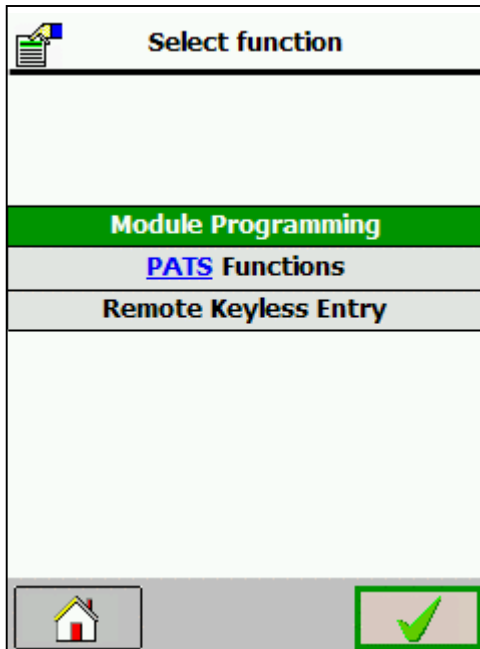 Select function
Module Programming
PATS Functions
Remote Keyless Entry